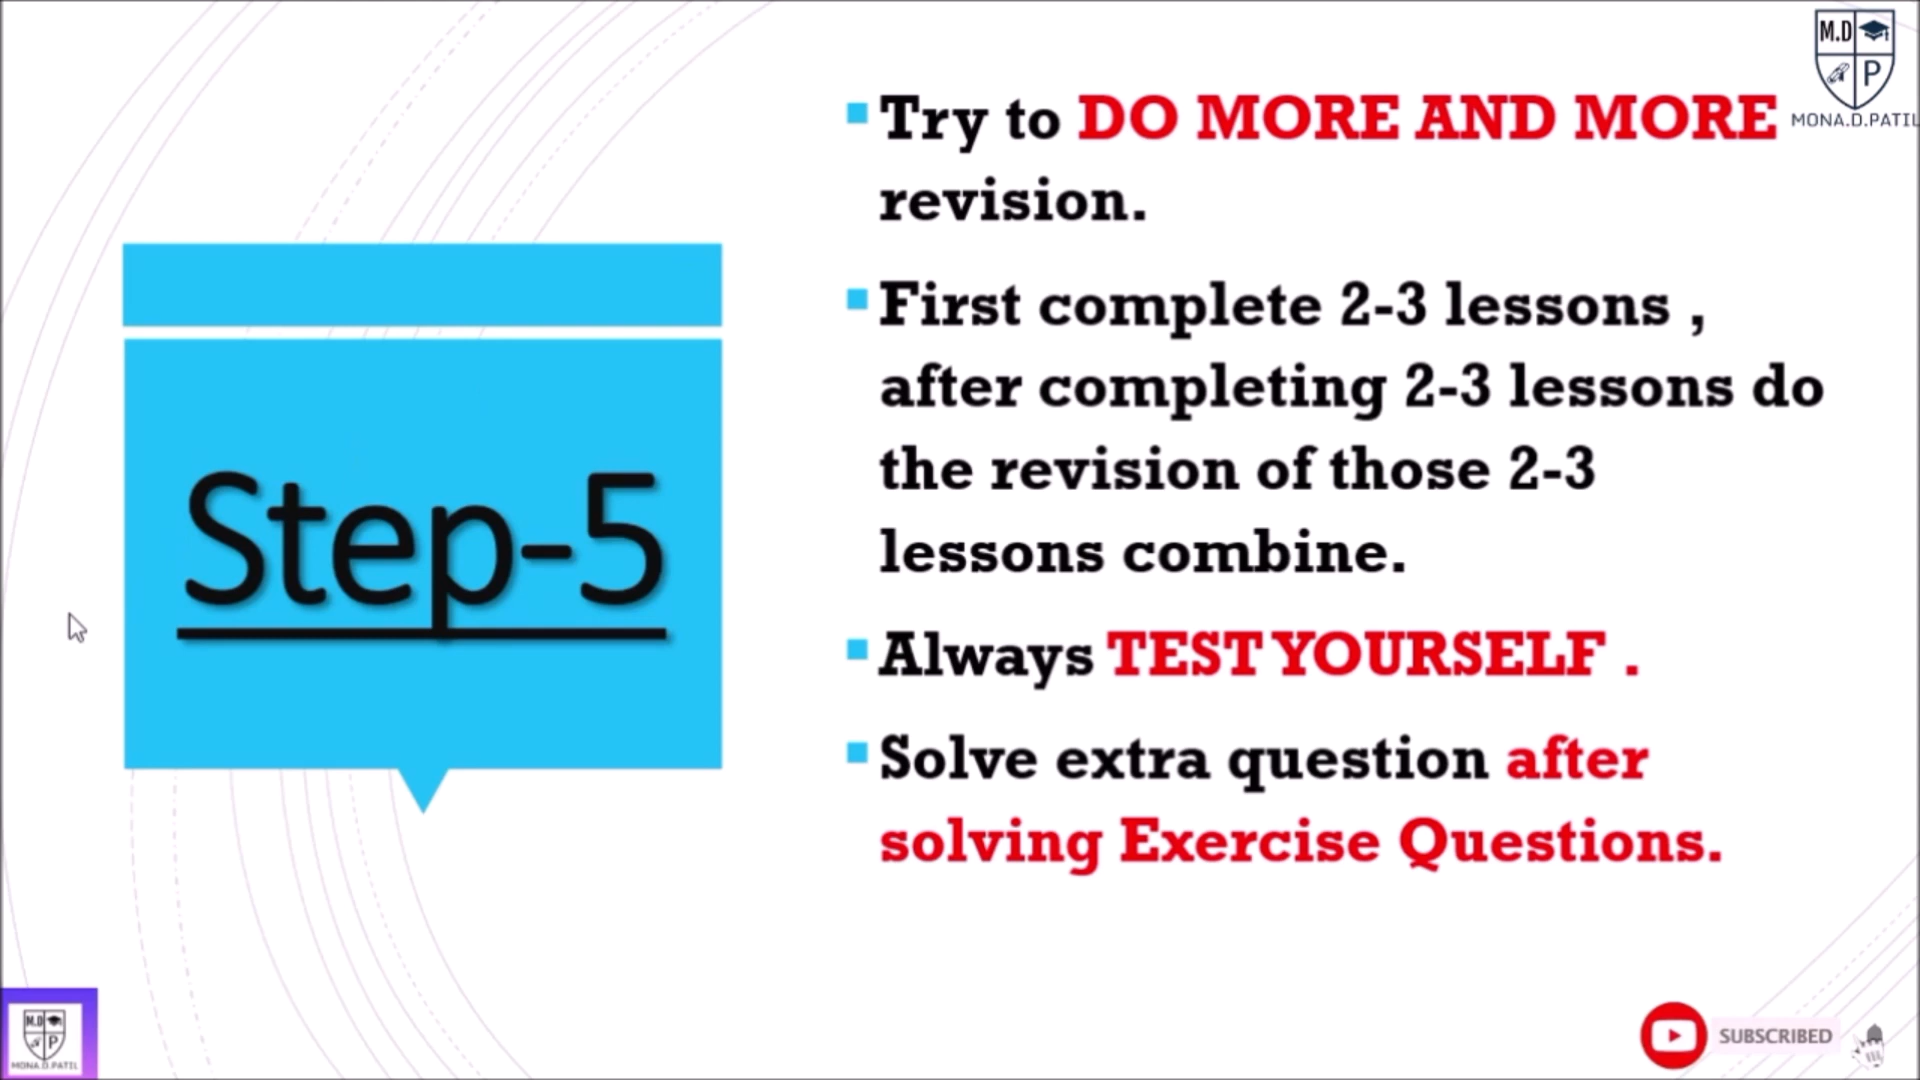 M.D
P
MONA.D.PATIL
Try to DO MORE AND MORE
revision.
First complete 2-3 lessons ,
after completing 2-3 lessons do
the revision of those 2-3
lessons combine.
Always TEST YOURSELF .
Solve extra question after
solving Exercise Questions.
Step-5
M.D
P
MONA.D.PATIL
SUBSCRIBED